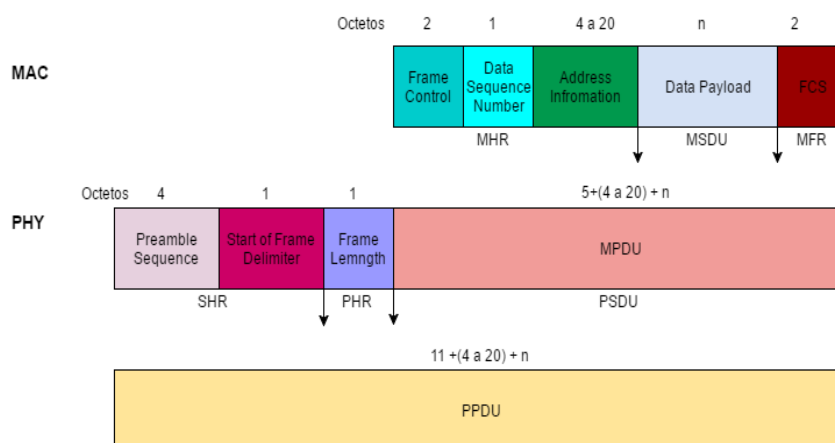 Octetos 2 1 4 a 20 n 2
MAC
Frame Control
Data Sequence Number
Address Infromation
Data Payload
FCS
MHR MSDU MFR
Octetos 4 1 1 5+(4 a 20) + n
PHY
Preamble Sequence
Start of Frame Delimiter
Frame Lemngth
MPDU
SHR PHR PSDU
11 +(4 a 20) + n
PPDU